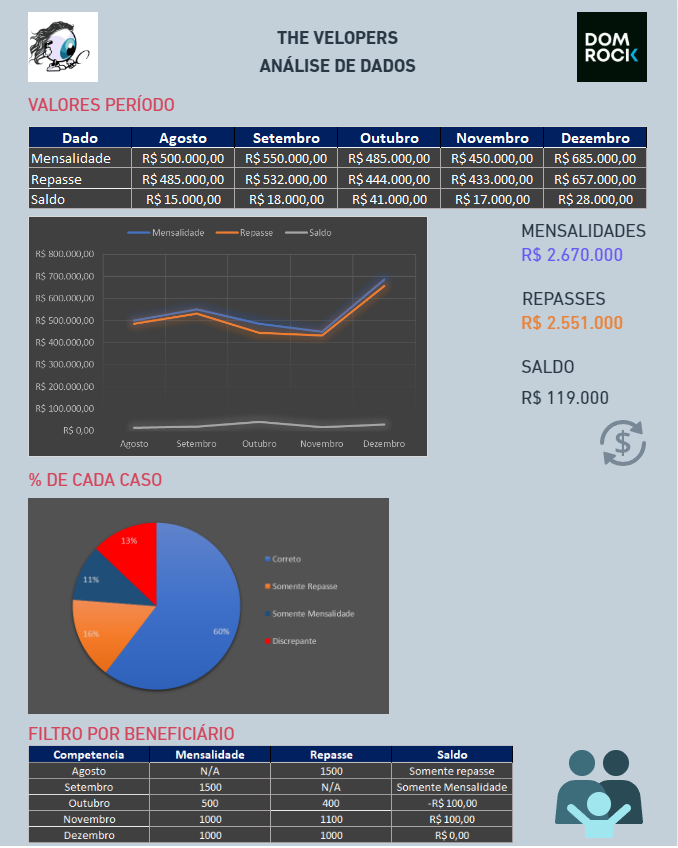 THE VELOPERS
ANÁLISE DE DADOS
DOM
ROCK
VALORES PERÍODO
Dado Agosto Setembro Outubro Novembro Dezembro
Mensalidade R$ 500.000,00 R$ 550.000,00 R$ 485.000,00 R$ 450.000,00 R$ 685.000,00
Repasse R$ 485.000,00 R$ 532.000,00 R$ 444.000,00 R$ 433.000,00 R$ 657.000,00
Saldo R$ 15.000,00 R$ 18.000,00 R$ 41.000,00 R$ 17.000,00 R$ 28.000,00
Mensalidade Repasse Saldo
R$ 800.000,00
R$ 700.000,00
R$ 600.000,00
R$ 500.000,00
R$ 400.000,00
R$ 300.000,00
R$ 200.000,00
R$ 100.000,00
R$ 0,00
Agosto Setembro Outubro Novembro Dezembro
MENSALIDADES
R$ 2.670.000
REPASSES
R$ 2.551.000
SALDO
R$ 119.000
$
% DE CADA CASO
13%
11%
16%
60%
Correto
Somente Repasse
Somente Mensalidade
Discrepante
FILTRO POR BENEFICIÁRIO
Competencia Mensalidade Repasse Saldo
Agosto N/A 1500 Somente repasse
Setembro 1500 N/A Somente Mensalidade
Outubro 500 400 -R$ 100,00
Novembro 1000 1100 R$ 100,00
Dezembro 1000 1000 R$ 0,00